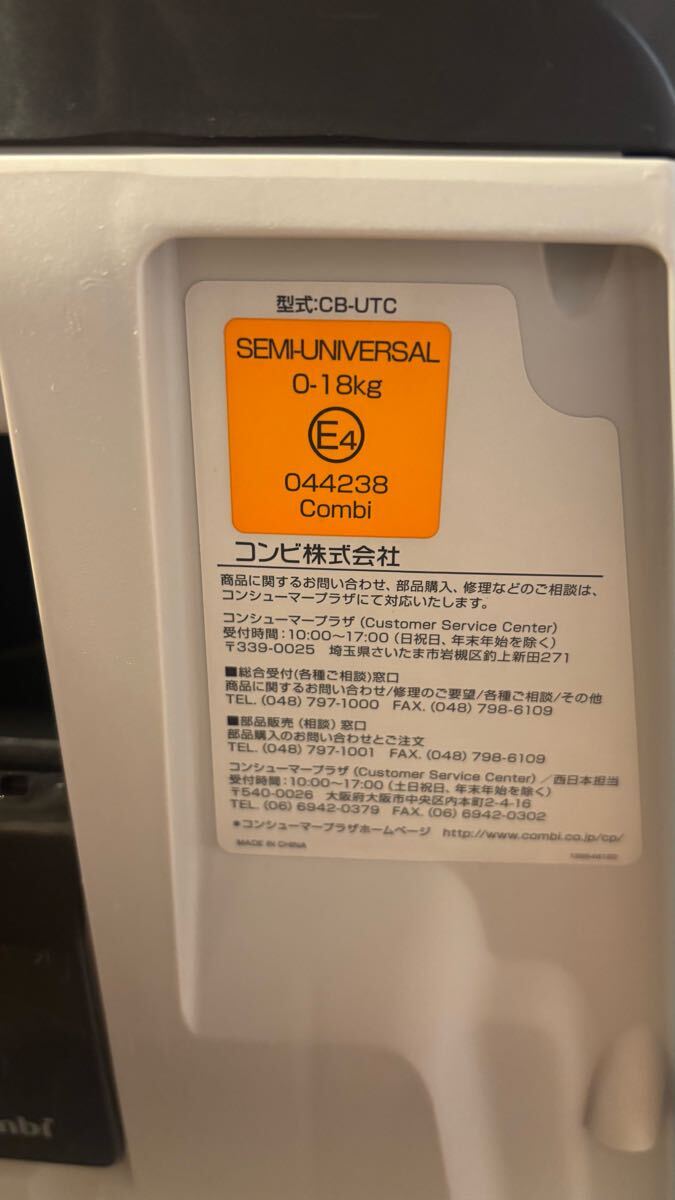 型式:CB-UTC
SEMI-UNIVERSAL
0-18kg
E4
044238
Combi
コンビ株式会社
商品に関するお問い合わせ、部品購入、修理などのご相談は、
コンシューマープラザにて対応いたします。
コンシューマープラザ (Customer Service Center)
受付時間:10:00〜17:00 (日祝日、年末年始を除く)
〒339-0025 埼玉県さいたま市岩槻区釣上新田271
■総合受付(各種ご相談)窓口
商品に関するお問い合わせ/修理のご要望/各種ご相談/その他
TEL. (048) 797-1000 FAX. (048) 798-6109
■部品販売 (相談) 窓口
部品購入のお問い合わせとご注文
TEL. (048) 797-1001 FAX. (048) 798-6109
コンシューマープラザ (Customer Service Center) /西日本担当
受付時間:10:00〜17:00 (土日祝日、年末年始を除く)
〒540-0026 大阪府大阪市中央区内本町2-4-16
TEL. (06) 6942-0379 FAX. (06) 6942-0302
*コンシューマープラザホームページ http://www.combi.co.jp/cp/
MADE IN CHINA